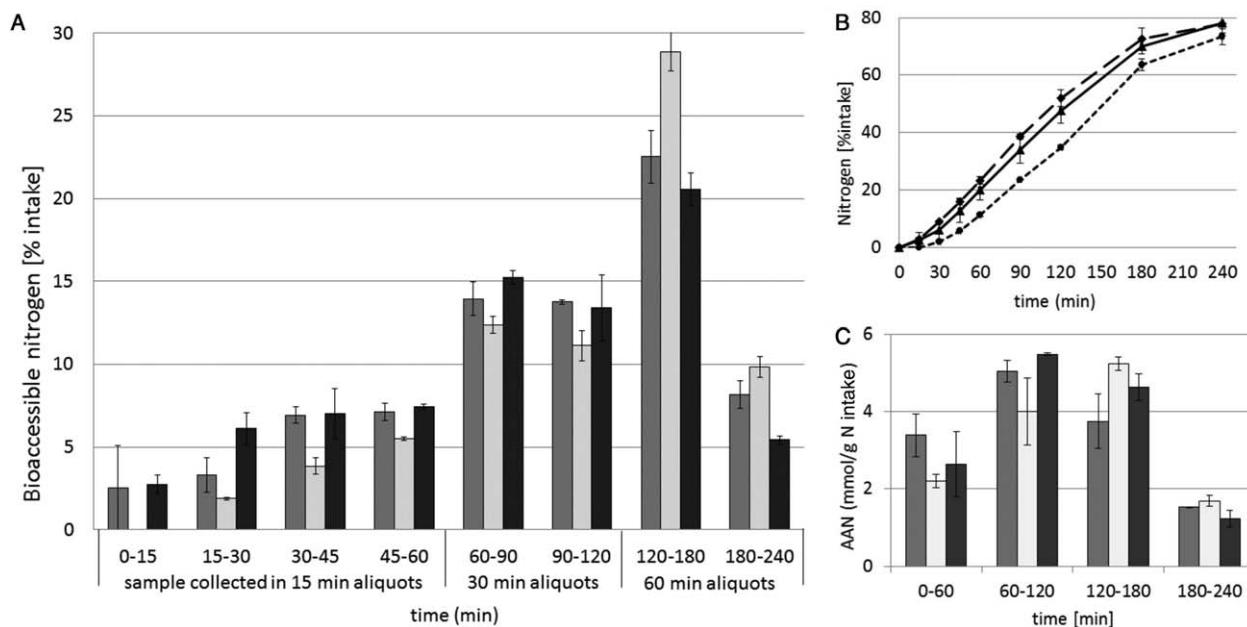 A
Bioaccessible nitrogen [% intake]
30
25
20
15
10
5
0
0-15 15-30 30-45 45-60 60-90 90-120 120-180 180-240
sample collected in 15 min aliquots 30 min aliquots 60 min aliquots
time (min)
B
Nitrogen [%intake]
80
60
40
20
0
0 30 60 90 120 150 180 210 240
time (min)
C
AAN (mmol/g N intake)
6
4
2
0
0-60 60-120 120-180 180-240
time [min]